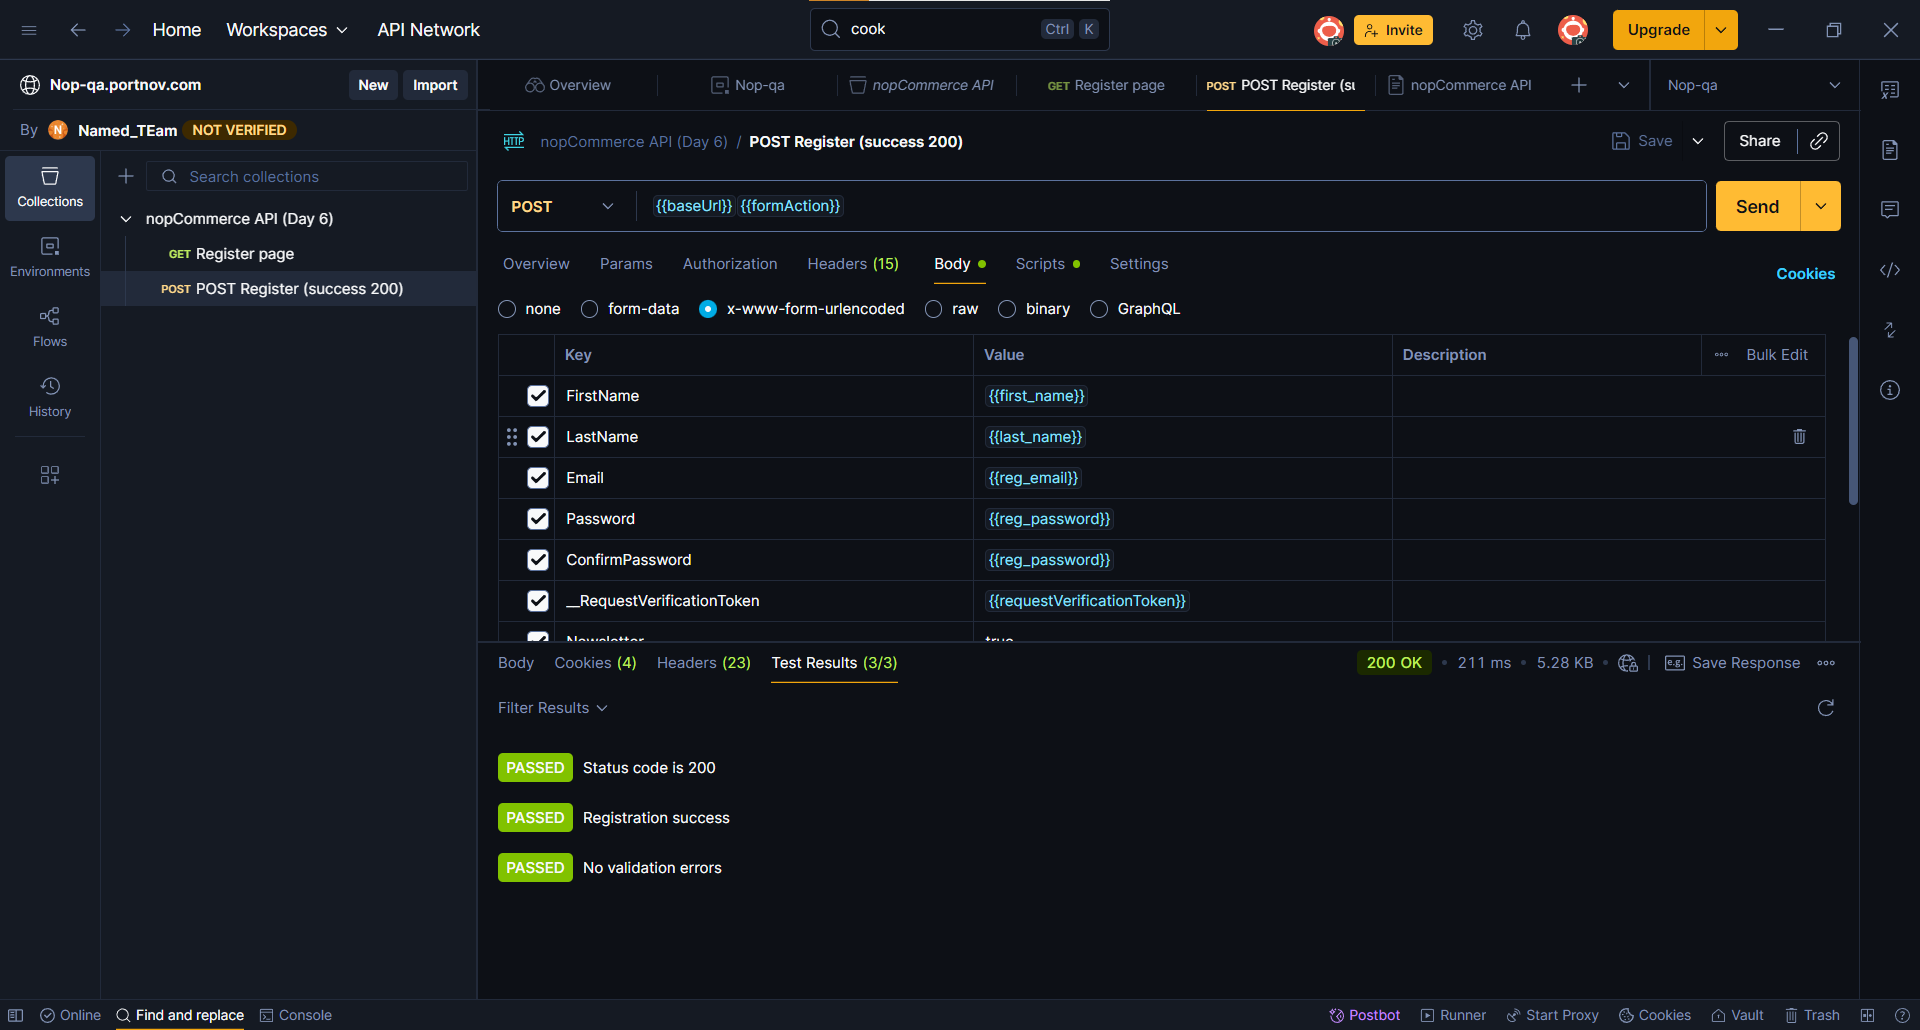 Home Workspaces API Network cook Ctrl K Invite Upgrade
Nop-qa.portnov.com New Import
By N Named_TEam NOT VERIFIED
Collections
Environments
Flows
History
Search collections
nopCommerce API (Day 6)
GET Register page
POST POST Register (success 200)
Overview Nop-qa nopCommerce API GET Register page POST POST Register (su nopCommerce API Nop-qa
HTTP nopCommerce API (Day 6) / POST Register (success 200) Save Share
POST {{baseUrl}} {{formAction}} Send
Overview Params Authorization Headers (15) Body Scripts Settings Cookies
none form-data x-www-form-urlencoded raw binary GraphQL
Key Value Description Bulk Edit
FirstName {{first_name}}
LastName {{last_name}}
Email {{reg_email}}
Password {{reg_password}}
ConfirmPassword {{reg_password}}
__RequestVerificationToken {{requestVerificationToken}}
Newsletter true
Body Cookies (4) Headers (23) Test Results (3/3) 200 OK • 211 ms • 5.28 KB • e.g. Save Response
Filter Results
PASSED Status code is 200
PASSED Registration success
PASSED No validation errors
Online Find and replace Console Postbot Runner Start Proxy Cookies Vault Trash